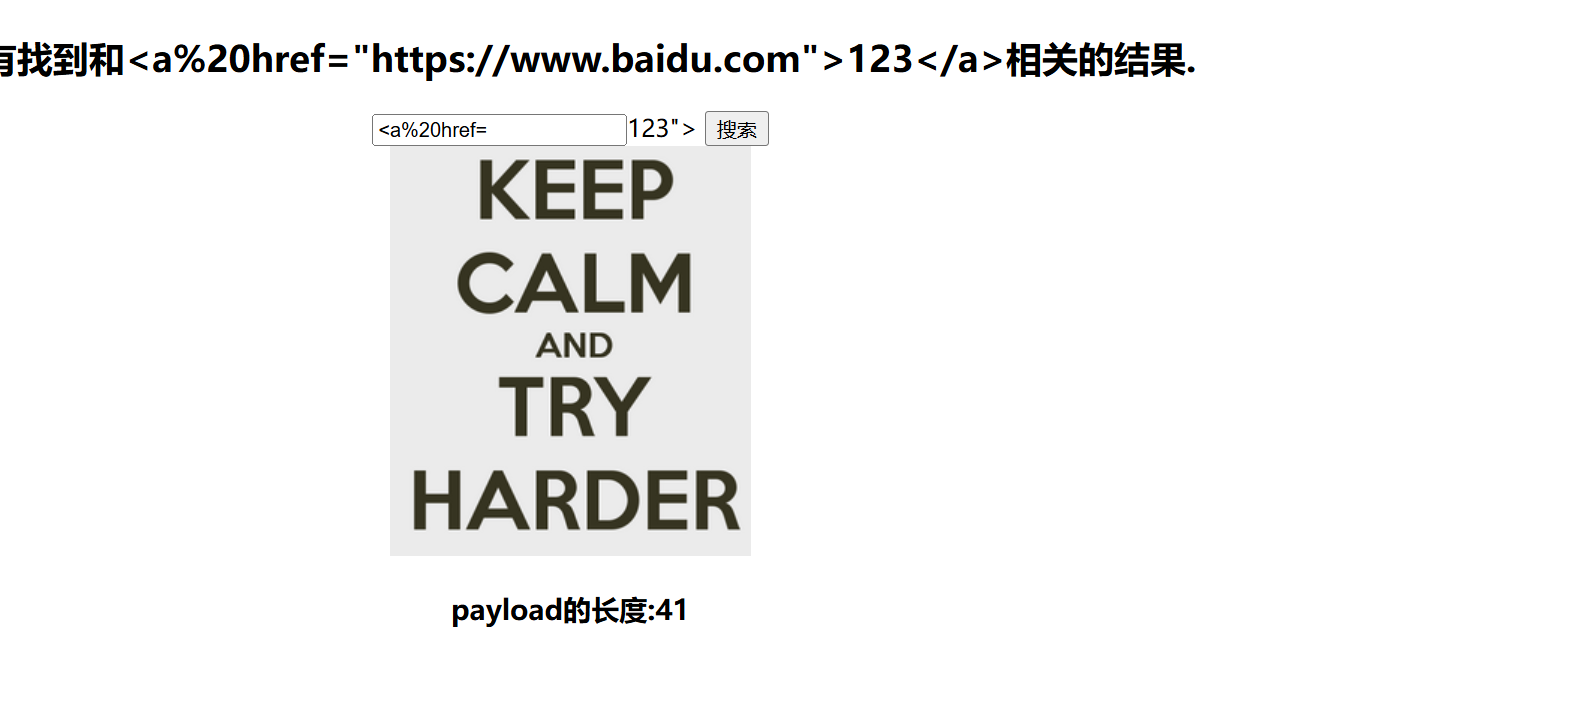 有找到和<a%20href="https://www.baidu.com">123</a>相关的结果.
<a%20href= 123"> 搜索
KEEP
CALM
AND
TRY
HARDER
payload的长度:41